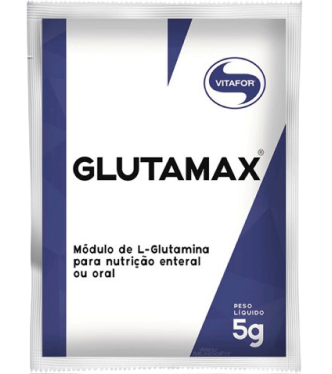 VITAFOR®
GLUTAMAX®
Módulo de L-Glutamina
para nutrição enteral
ou oral
PESO
LÍQUIDO
5g